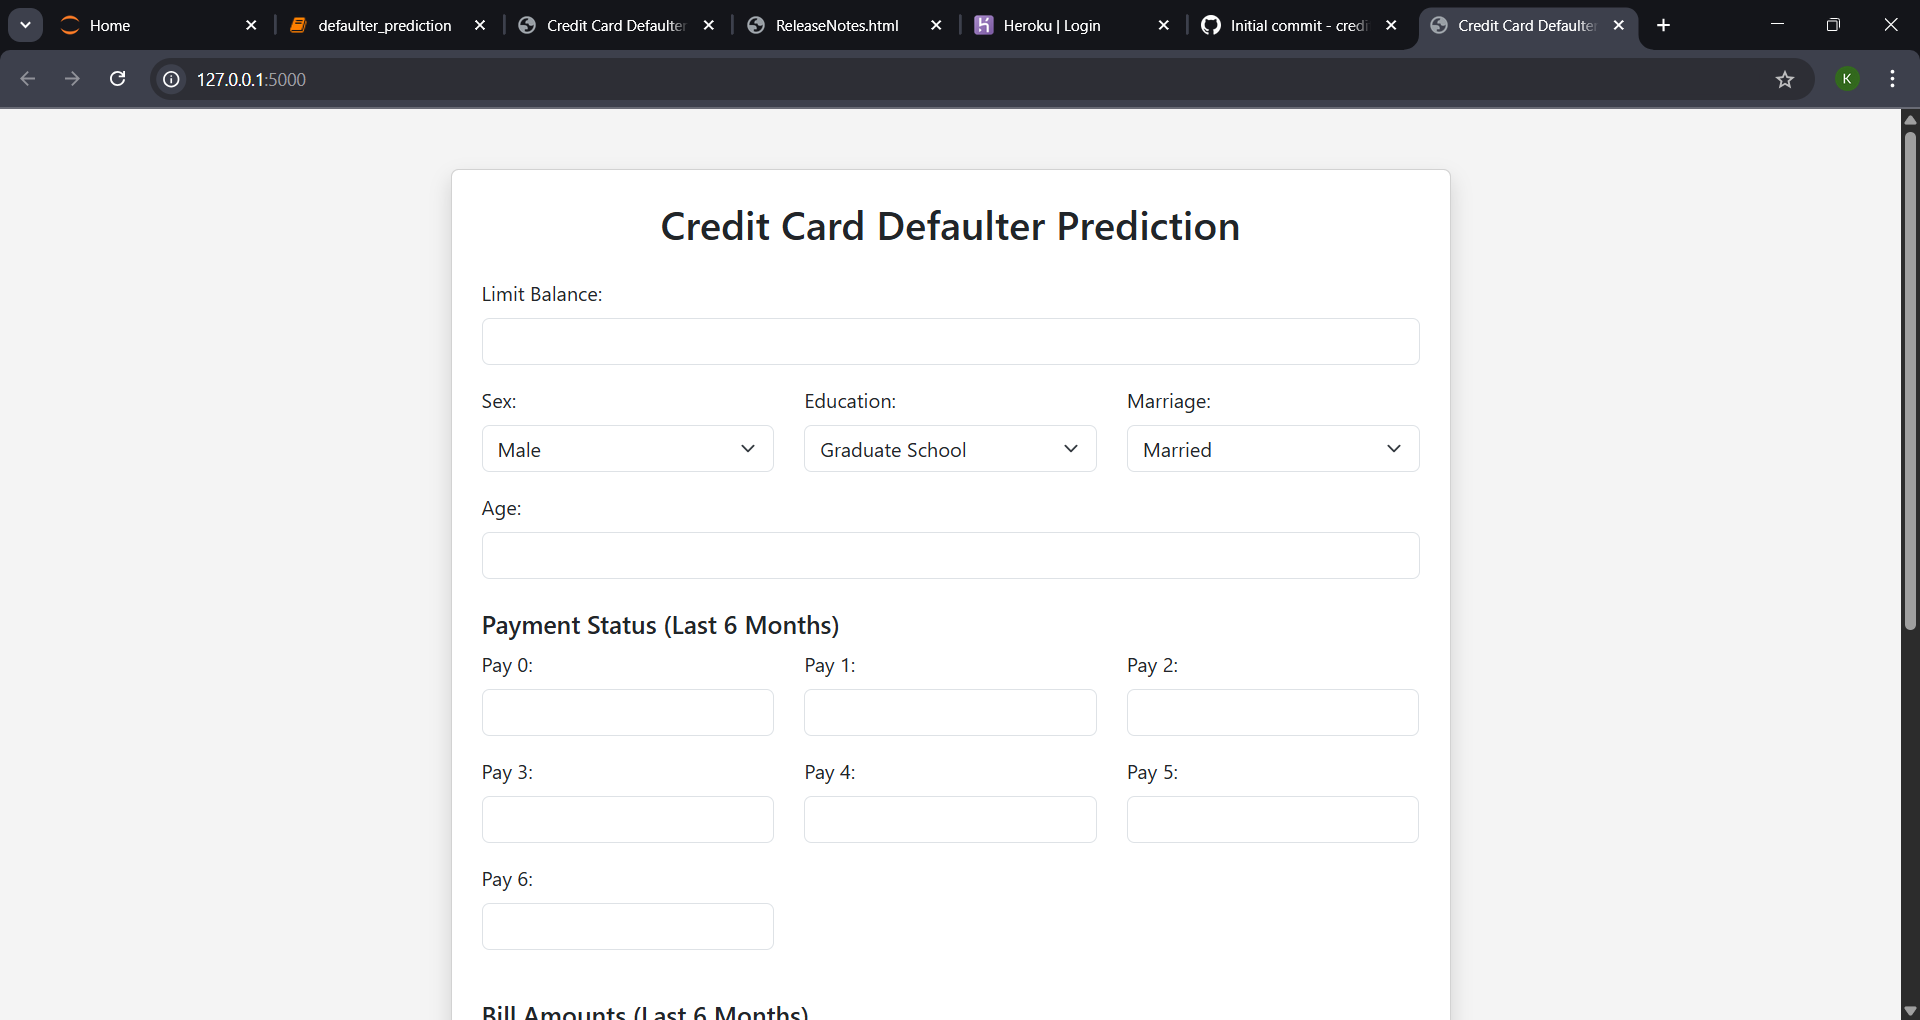 Home
defaulter_prediction
Credit Card Defaulter
ReleaseNotes.html
Heroku | Login
Initial commit - credi
Credit Card Defaulter
127.0.0.1:5000
K
Credit Card Defaulter Prediction
Limit Balance:
Sex: Education: Marriage:
Male Graduate School Married
Age:
Payment Status (Last 6 Months)
Pay 0: Pay 1: Pay 2:
Pay 3: Pay 4: Pay 5:
Pay 6:
Bill Amounts (Last 6 Months)